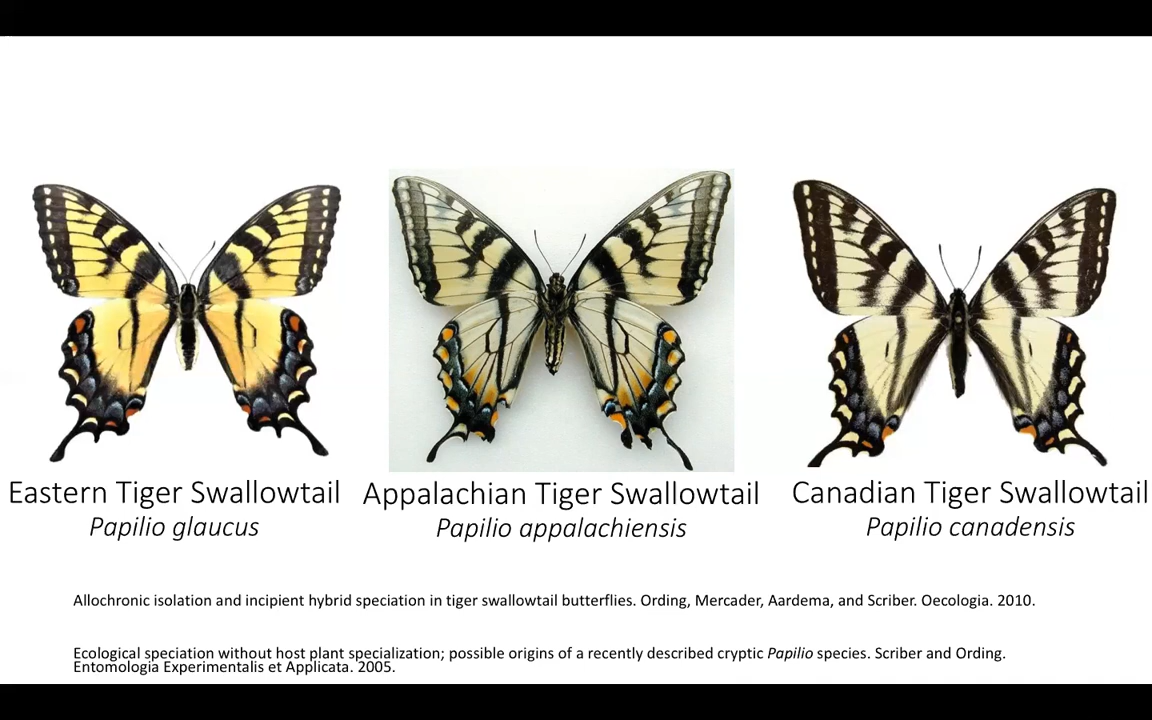 Eastern Tiger Swallowtail
Papilio glaucus
Appalachian Tiger Swallowtail
Papilio appalachiensis
Canadian Tiger Swallowtail
Papilio canadensis
Allochronic isolation and incipient hybrid speciation in tiger swallowtail butterflies. Ording, Mercader, Aardema, and Scriber. Oecologia. 2010.
Ecological speciation without host plant specialization; possible origins of a recently described cryptic Papilio species. Scriber and Ording.
Entomologia Experimentalis et Applicata. 2005.